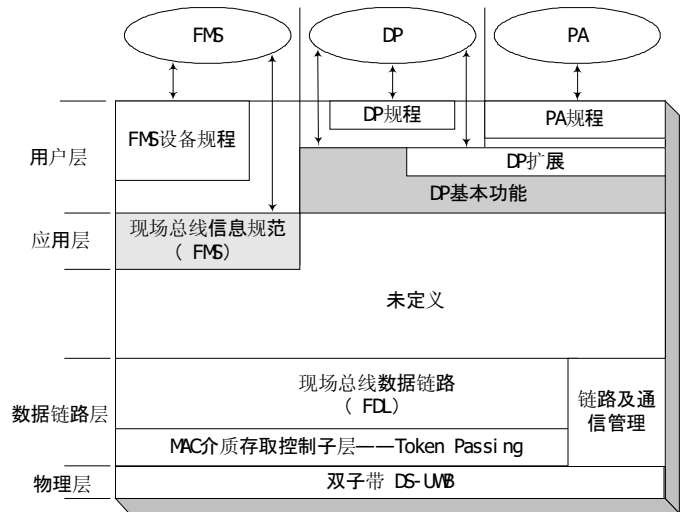 FMS
DP
PA
用户层
FMS设备规程
DP规程
PA规程
DP扩展
DP基本功能
应用层
现场总线信息规范
( FMS)
未定义
数据链路层
现场总线数据链路
( FDL)
链路及通
信管理
MAC介质存取控制子层——Token Passing
物理层
双子带 DS-UWB